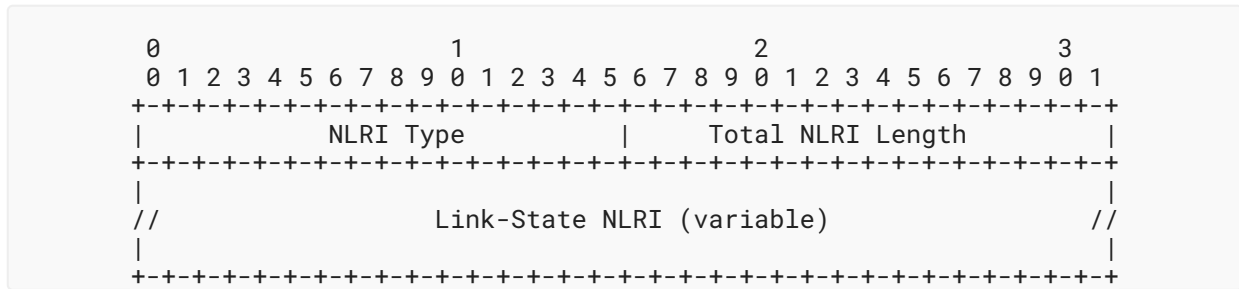 0                   1                   2                   3
 0 1 2 3 4 5 6 7 8 9 0 1 2 3 4 5 6 7 8 9 0 1 2 3 4 5 6 7 8 9 0 1
+-+-+-+-+-+-+-+-+-+-+-+-+-+-+-+-+-+-+-+-+-+-+-+-+-+-+-+-+-+-+-+-+
|            NLRI Type          |     Total NLRI Length         |
+-+-+-+-+-+-+-+-+-+-+-+-+-+-+-+-+-+-+-+-+-+-+-+-+-+-+-+-+-+-+-+-+
|                                                               |
//                  Link-State NLRI (variable)                 //
|                                                               |
+-+-+-+-+-+-+-+-+-+-+-+-+-+-+-+-+-+-+-+-+-+-+-+-+-+-+-+-+-+-+-+-+